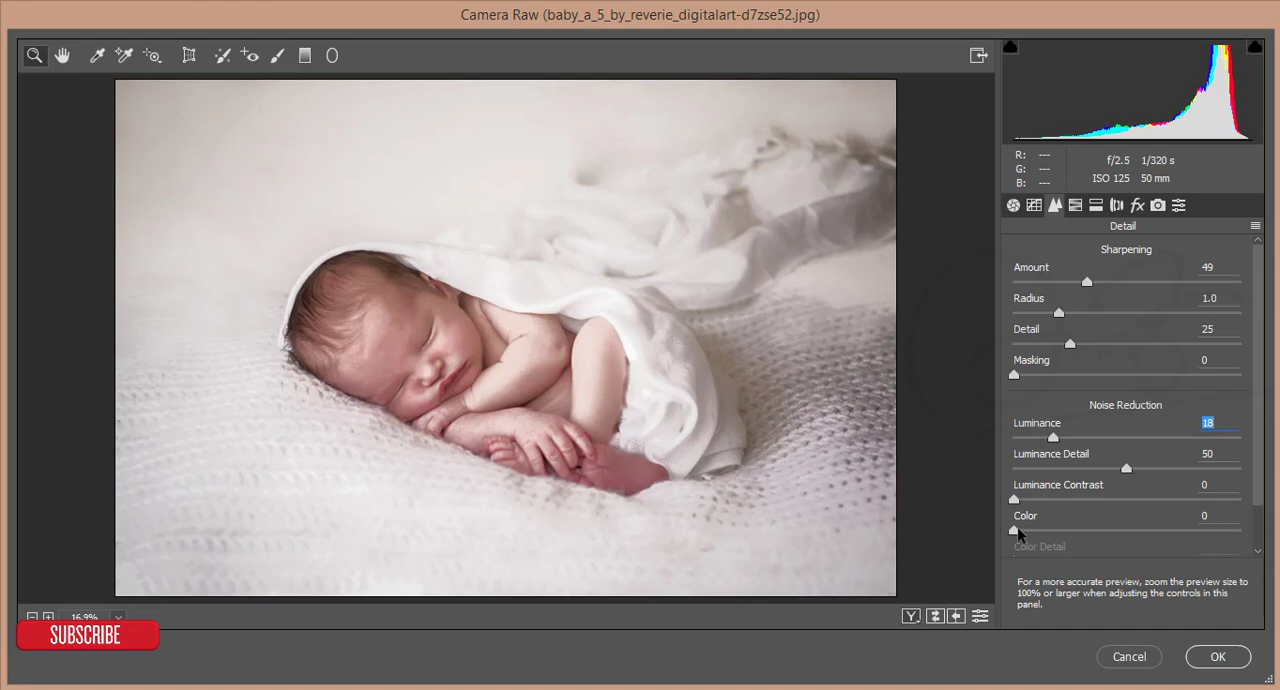 Camera Raw (baby_a_5_by_reverie_digitalart-d7zse52.jpg)
R: ---
G: ---
B: ---
f/2.5 1/320 s
ISO 125 50 mm
Detail
Sharpening
Amount 49
Radius 1.0
Detail 25
Masking 0
Noise Reduction
Luminance 18
Luminance Detail 50
Luminance Contrast 0
Color 0
Color Detail
For a more accurate preview, zoom the preview size to
100% or larger when adjusting the controls in this
panel.
16.9%
Y
SUBSCRIBE
Cancel OK